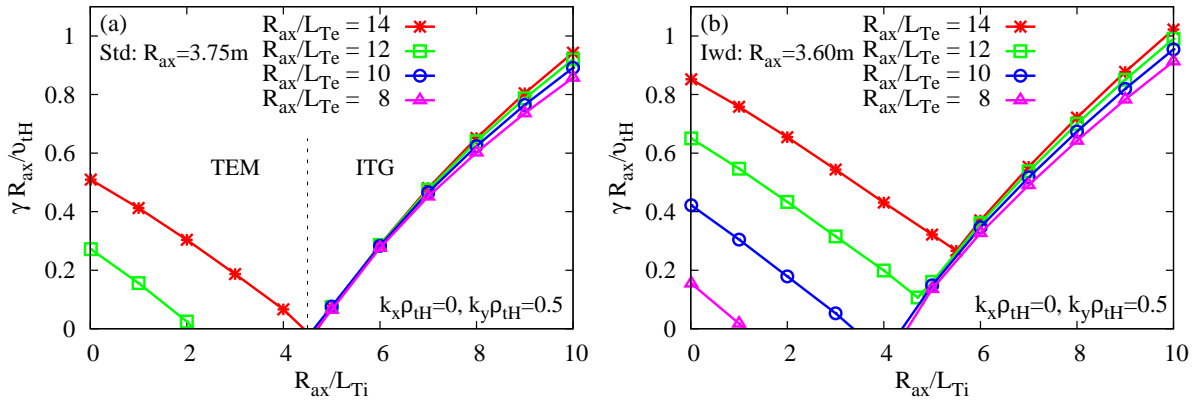 (a)
Std: R_ax=3.75m
R_ax/L_Te = 14
R_ax/L_Te = 12
R_ax/L_Te = 10
R_ax/L_Te = 8
TEM
ITG
k_xρ_tH=0, k_yρ_tH=0.5
γ R_ax/υ_tH
1
0.8
0.6
0.4
0.2
0
0 2 4 6 8 10
R_ax/L_Ti
(b)
Iwd: R_ax=3.60m
R_ax/L_Te = 14
R_ax/L_Te = 12
R_ax/L_Te = 10
R_ax/L_Te = 8
k_xρ_tH=0, k_yρ_tH=0.5
γ R_ax/υ_tH
1
0.8
0.6
0.4
0.2
0
0 2 4 6 8 10
R_ax/L_Ti